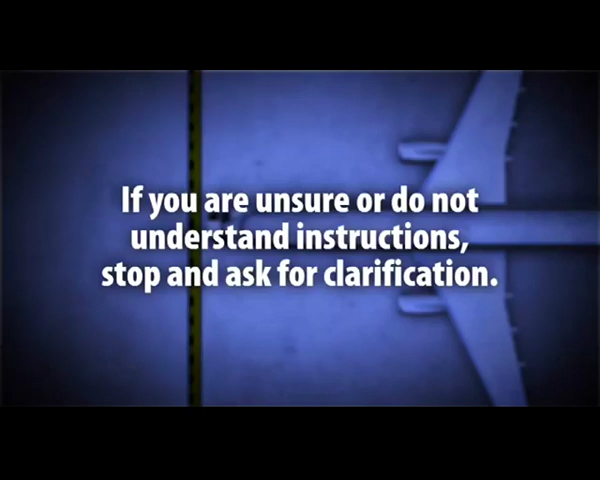 If you are unsure or do not
understand instructions,
stop and ask for clarification.